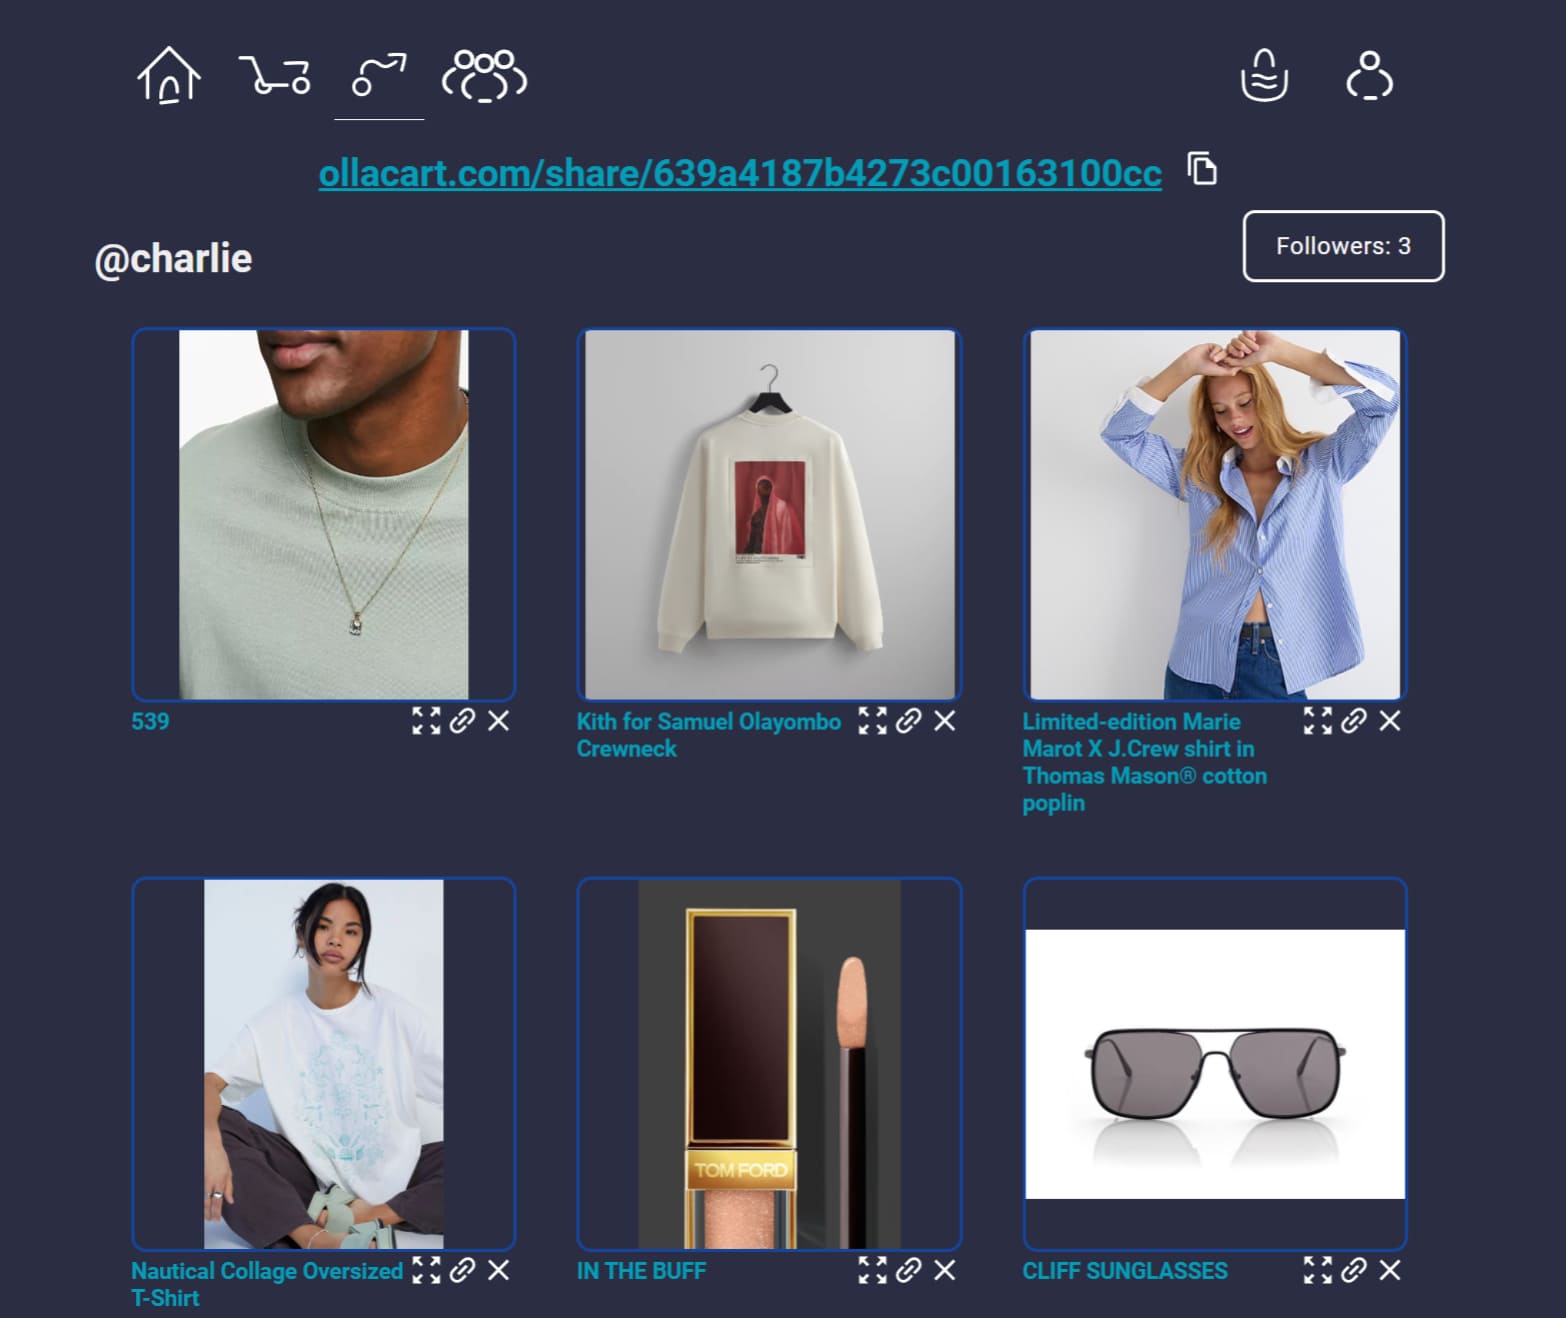 ollacart.com/share/639a4187b4273c00163100cc
@charlie
Followers: 3
539
Kith for Samuel Olayombo
Crewneck
Limited-edition Marie
Marot X J.Crew shirt in
Thomas Mason® cotton
poplin
TOM FORD
Nautical Collage Oversized
T-Shirt
IN THE BUFF
CLIFF SUNGLASSES